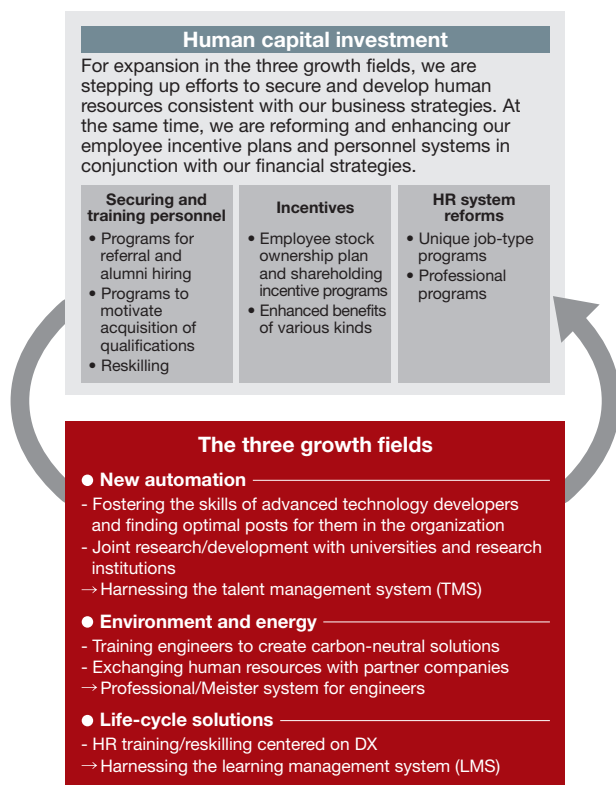 Human capital investment
For expansion in the three growth fields, we are
stepping up efforts to secure and develop human
resources consistent with our business strategies. At
the same time, we are reforming and enhancing our
employee incentive plans and personnel systems in
conjunction with our financial strategies.
Securing and
training personnel
• Programs for
referral and
alumni hiring
• Programs to
motivate
acquisition of
qualifications
• Reskilling
Incentives
• Employee stock
ownership plan
and shareholding
incentive programs
• Enhanced benefits
of various kinds
HR system
reforms
• Unique job-type
programs
• Professional
programs
The three growth fields
● New automation
- Fostering the skills of advanced technology developers
and finding optimal posts for them in the organization
- Joint research/development with universities and research
institutions
→ Harnessing the talent management system (TMS)
● Environment and energy
- Training engineers to create carbon-neutral solutions
- Exchanging human resources with partner companies
→ Professional/Meister system for engineers
● Life-cycle solutions
- HR training/reskilling centered on DX
→ Harnessing the learning management system (LMS)